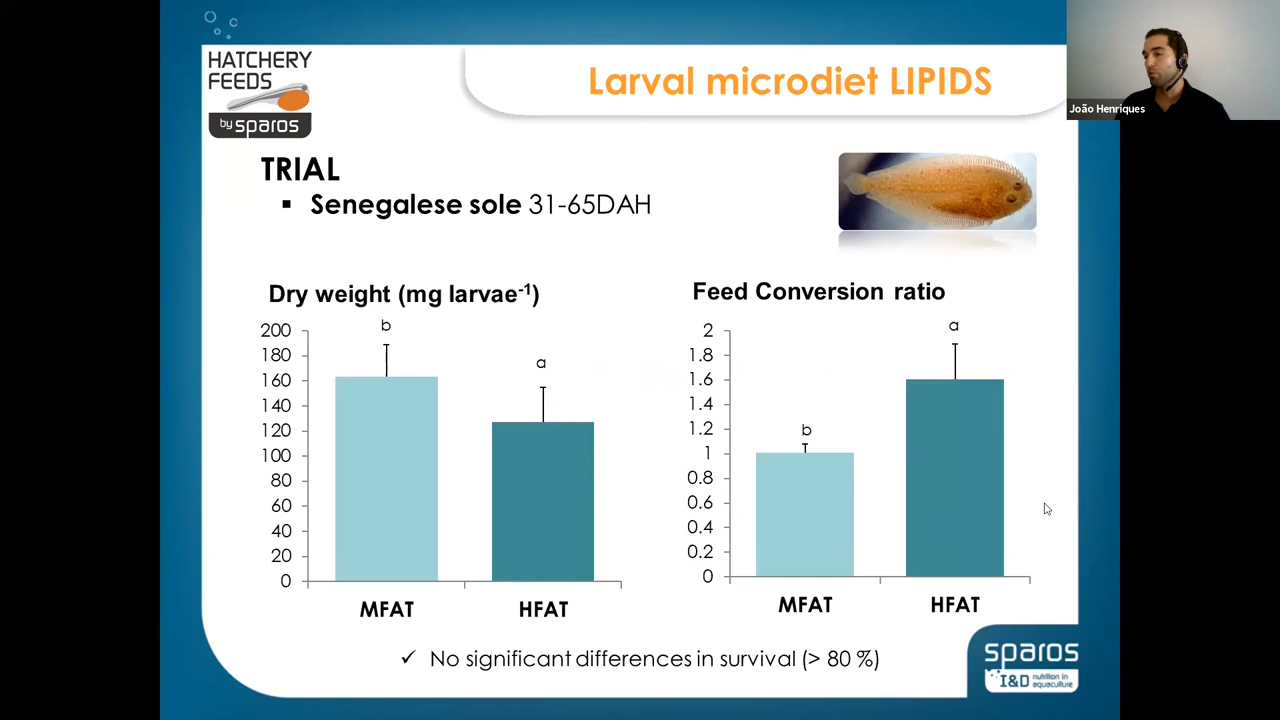 HATCHERY
FEEDS
by sparos
Larval microdiet LIPIDS
João Henriques
TRIAL
▪ Senegalese sole 31-65DAH
Dry weight (mg larvae⁻¹)
200
180
160
140
120
100
80
60
40
20
0
b
a
MFAT HFAT
Feed Conversion ratio
2
1.8
1.6
1.4
1.2
1
0.8
0.6
0.4
0.2
0
b
a
MFAT HFAT
✓ No significant differences in survival (> 80 %)
sparos
I&D nutrition in
aquaculture